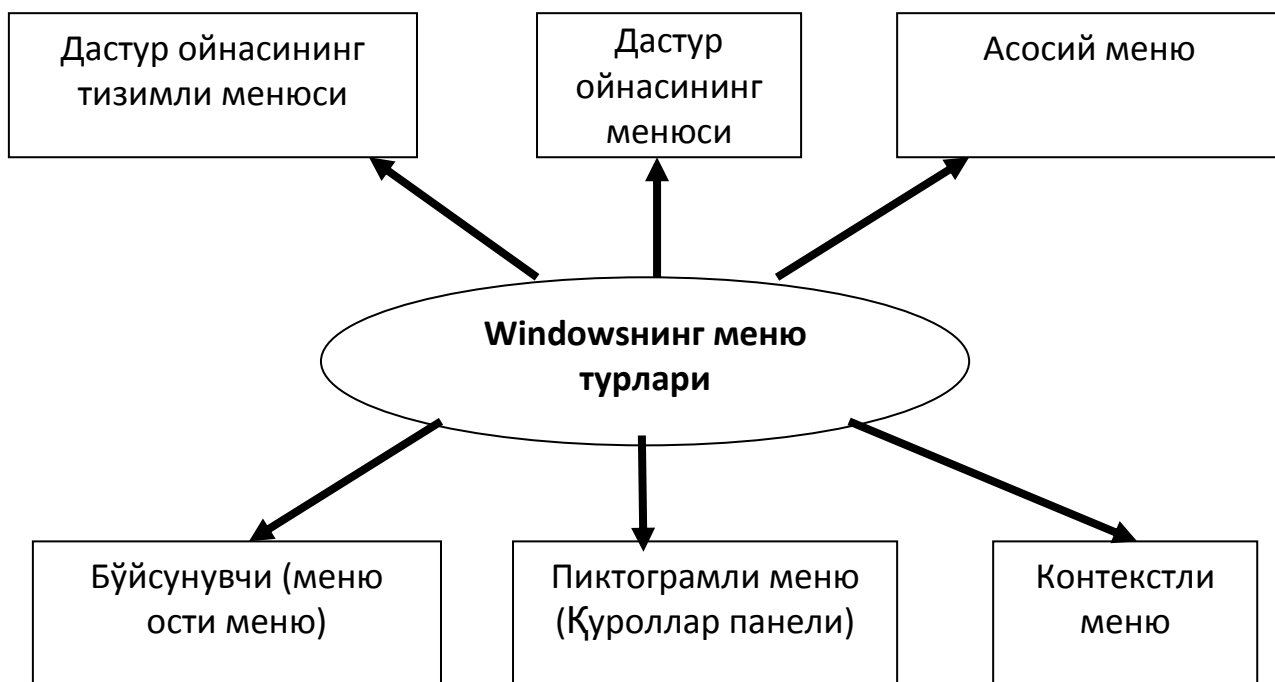 Дастур ойнасининг
тизимли менюси
Дастур
ойнасининг
менюси
Асосий меню
Windowsнинг меню
турлари
Бўйсунувчи (меню
ости меню)
Пиктограмли меню
(Қуроллар панели)
Контекстли
меню